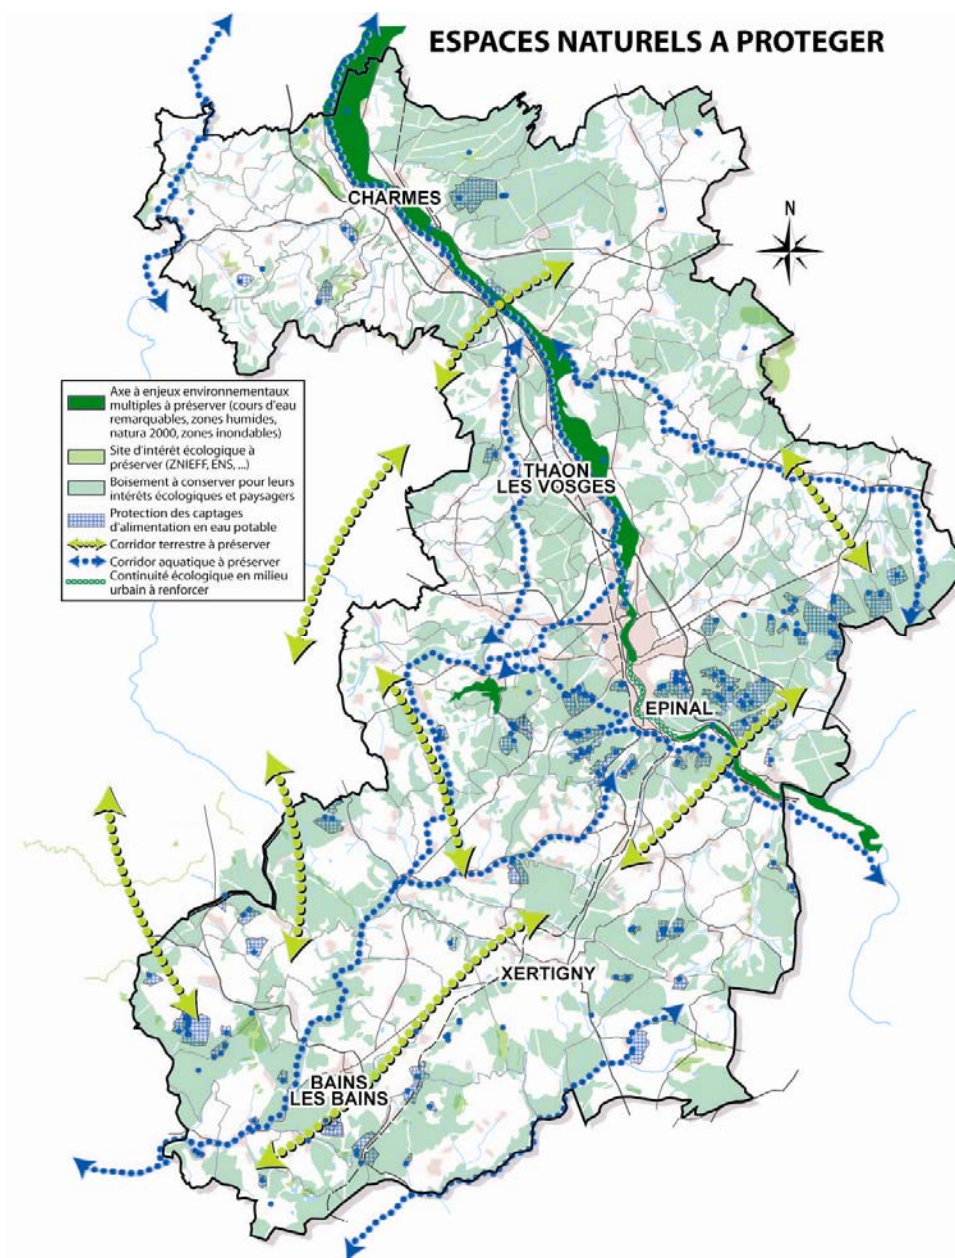 ESPACES NATURELS A PROTEGER
N
CHARMES
Axe à enjeux environnementaux
multiples à préserver (cours d'eau
remarquables, zones humides,
natura 2000, zones inondables)
Site d'intérêt écologique à
préserver (ZNIEFF, ENS, ...)
Boisement à conserver pour leurs
intérêts écologiques et paysagers
Protection des captages
d'alimentation en eau potable
Corridor terrestre à préserver
Corridor aquatique à préserver
Continuité écologique en milieu
urbain à renforcer
THAON
LES VOSGES
EPINAL
XERTIGNY
BAINS
LES BAINS